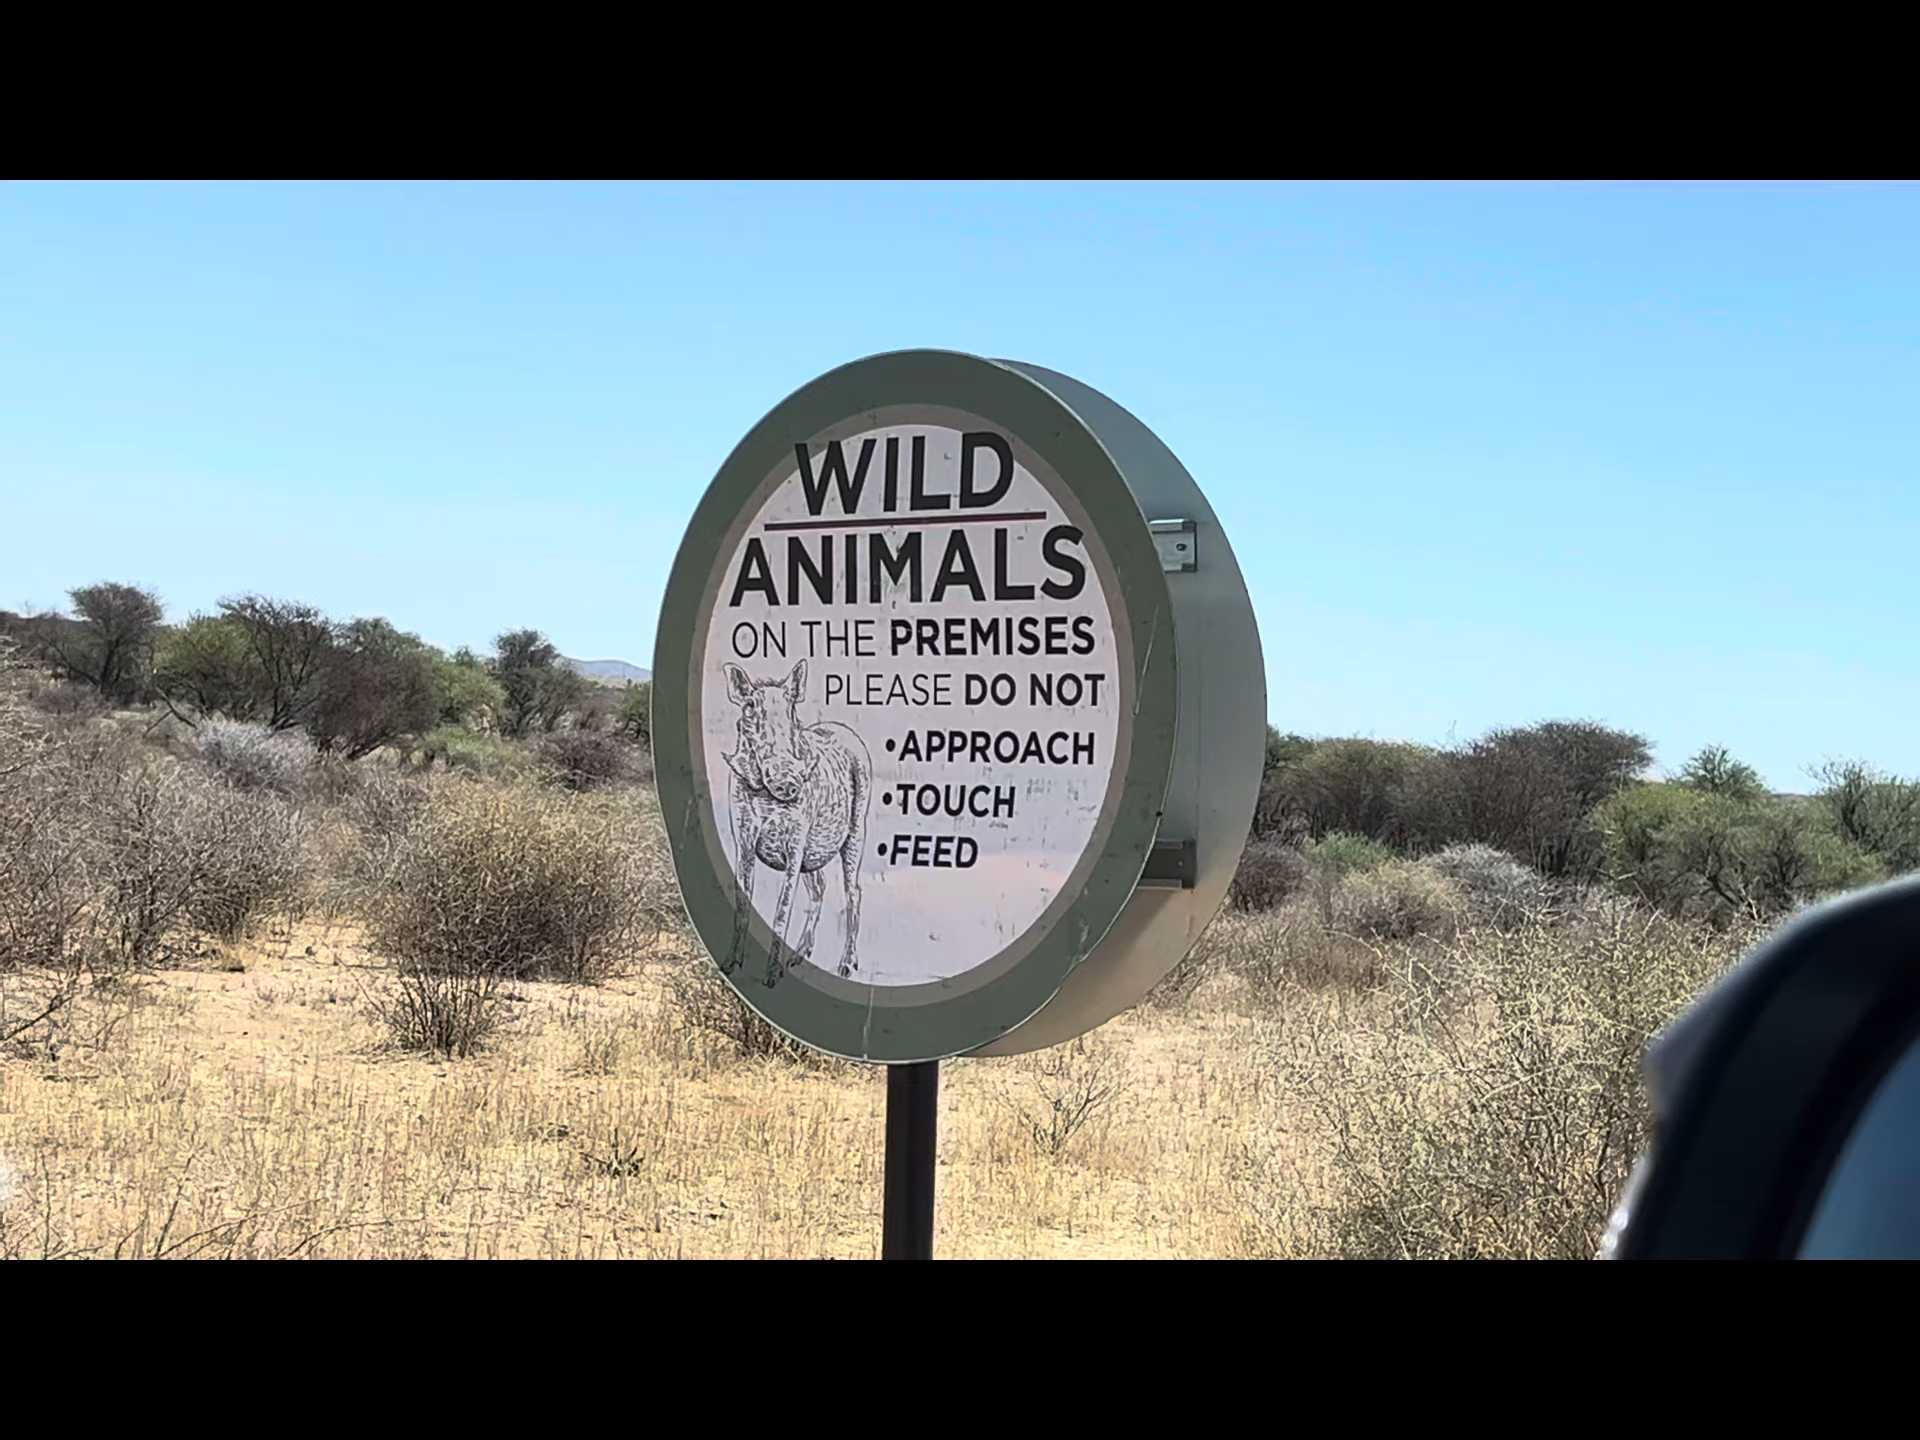 WILD
ANIMALS
ON THE PREMISES
PLEASE DO NOT
•APPROACH
•TOUCH
•FEED